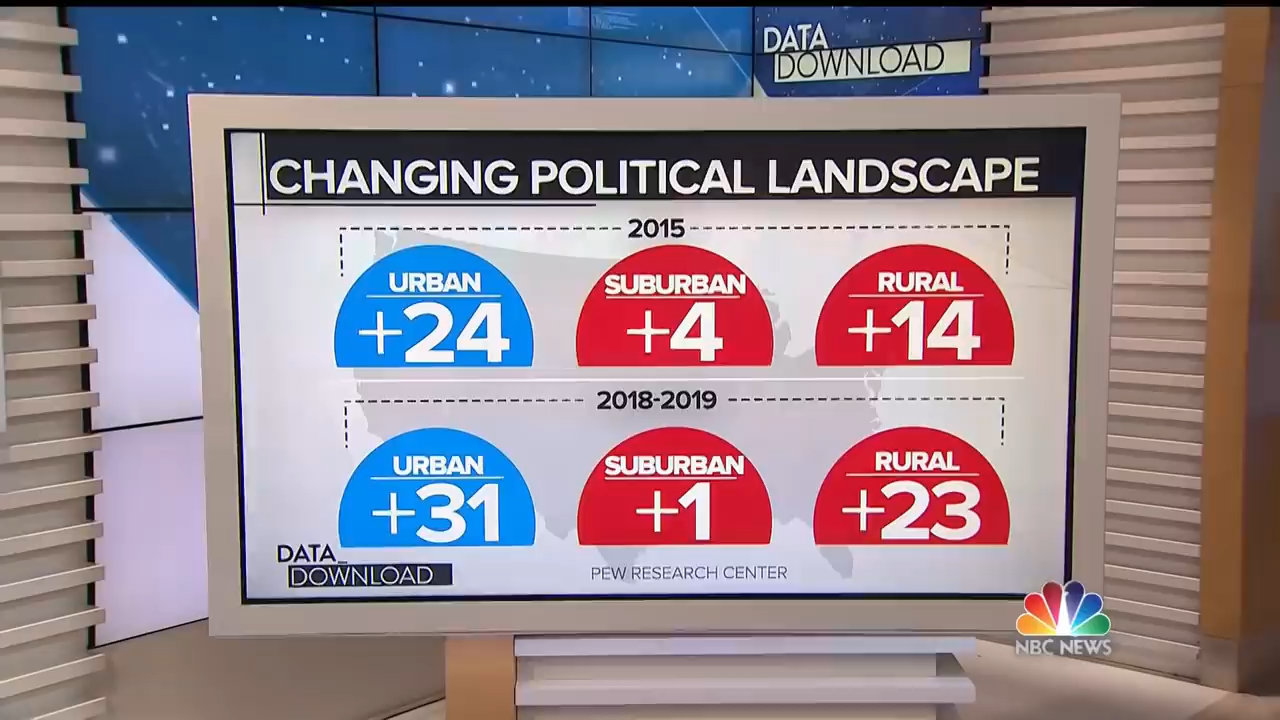 DATA
DOWNLOAD
CHANGING POLITICAL LANDSCAPE
2015
URBAN
+24
SUBURBAN
+4
RURAL
+14
2018-2019
URBAN
+31
SUBURBAN
+1
RURAL
+23
DATA_
DOWNLOAD
PEW RESEARCH CENTER
NBC NEWS